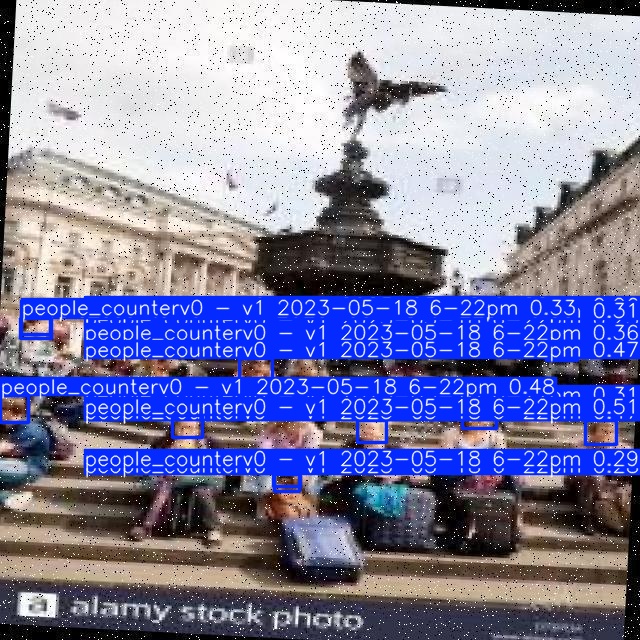 people_counterv0 – v1 2023-05-18 6-22pm 0.33 0.31
people_counterv0 – v1 2023-05-18 6-22pm 0.36
people_counterv0 – v1 2023-05-18 6-22pm 0.47
people_counterv0 – v1 2023-05-18 6-22pm 0.48
people_counterv0 – v1 2023-05-18 6-22pm 0.51
people_counterv0 – v1 2023-05-18 6-22pm 0.29
a alamy stock photo